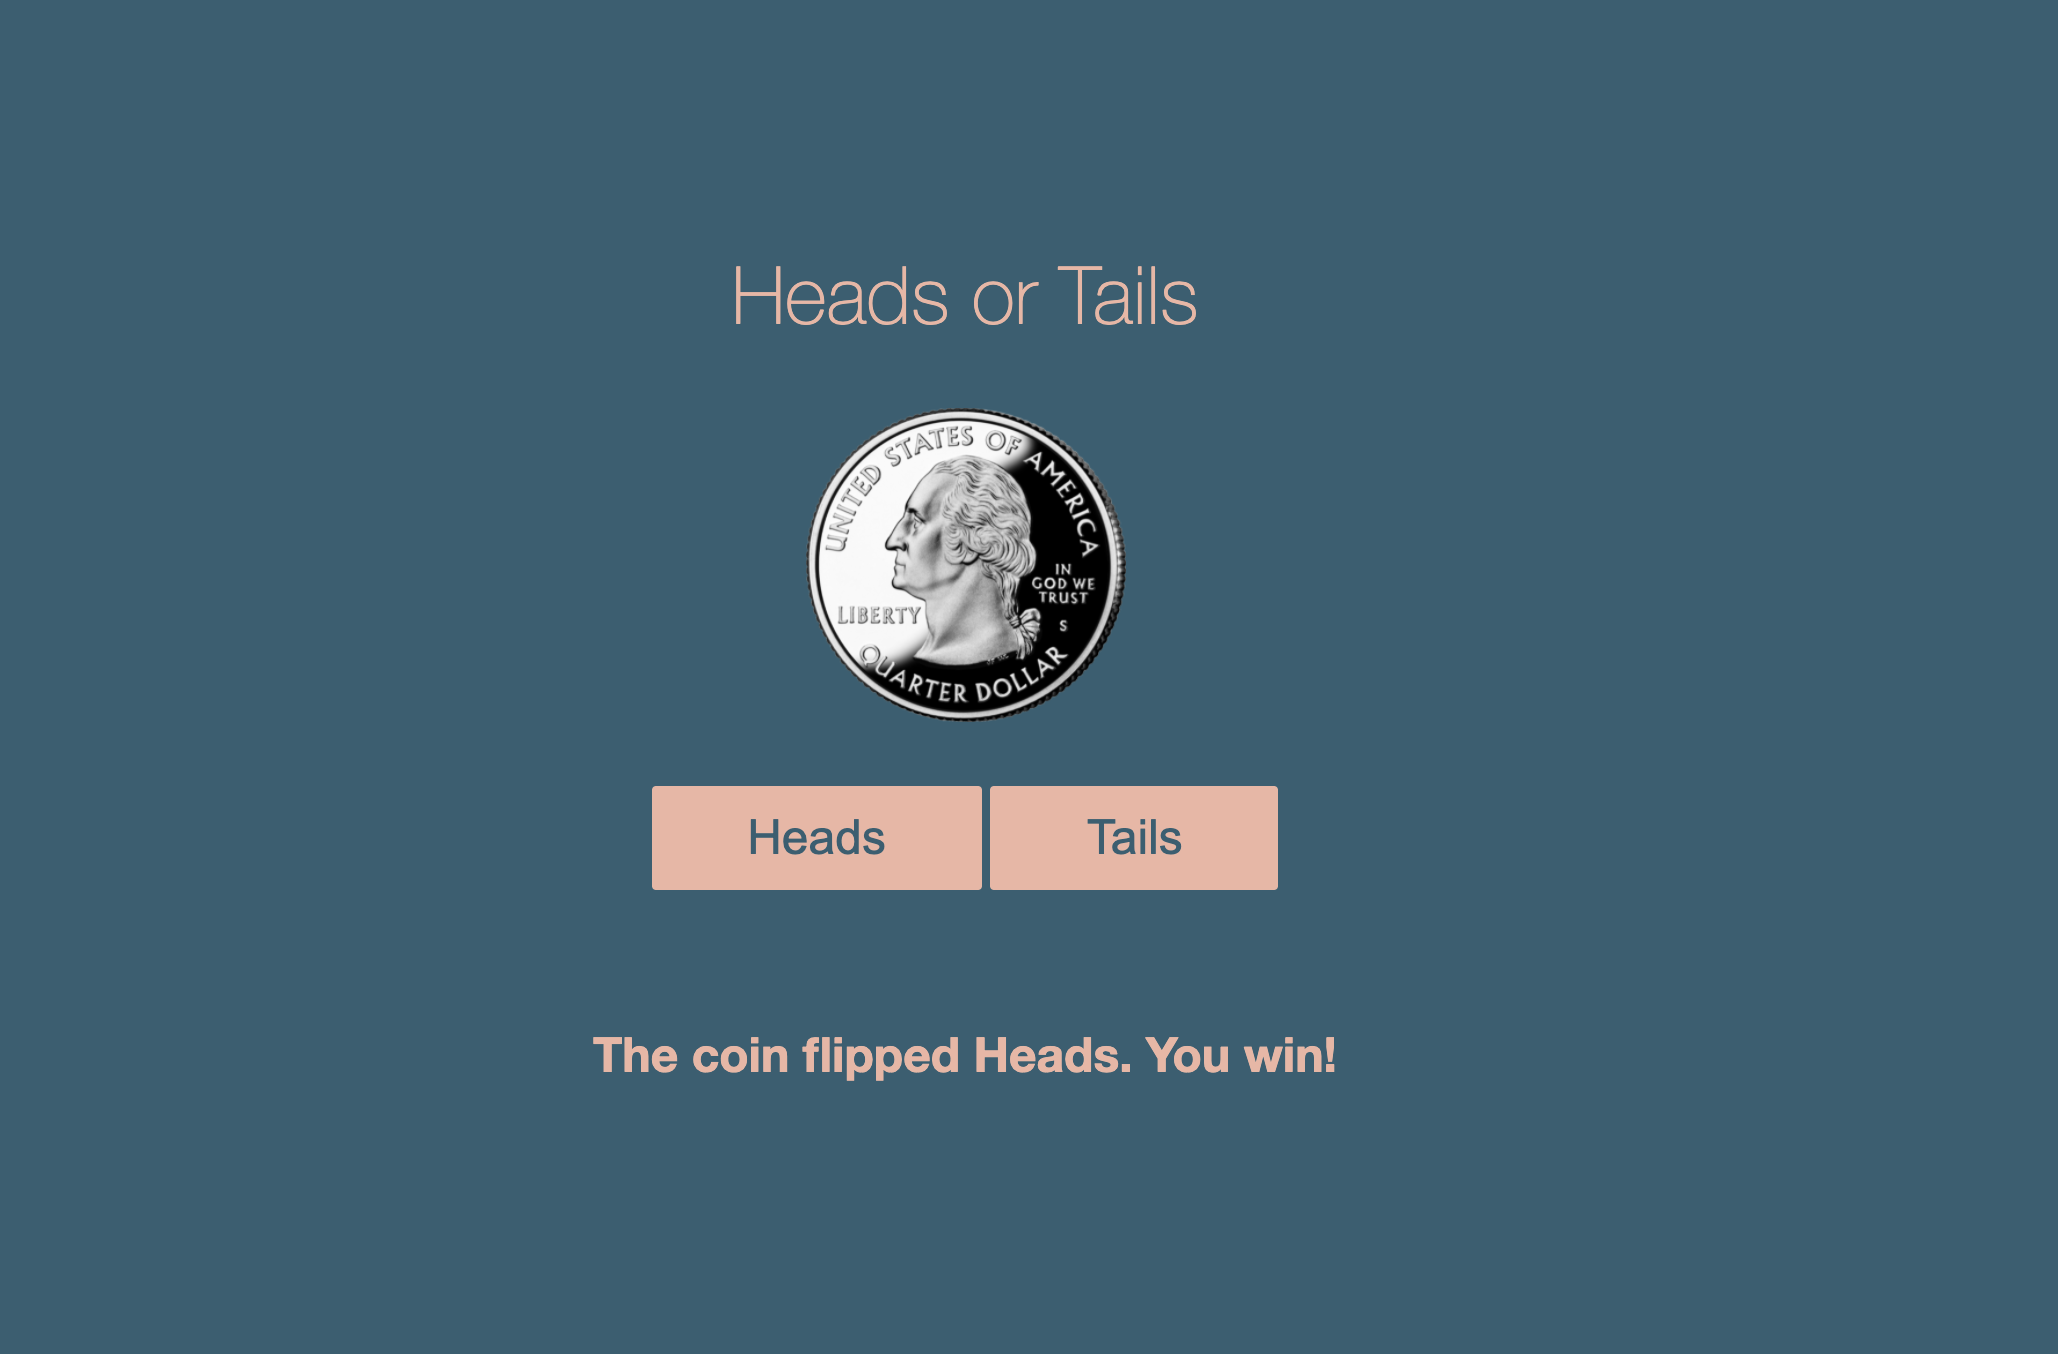 Heads or Tails
UNITED STATES OF AMERICA
IN
GOD WE
TRUST
LIBERTY
S
QUARTER DOLLAR
Heads
Tails
The coin flipped Heads. You win!